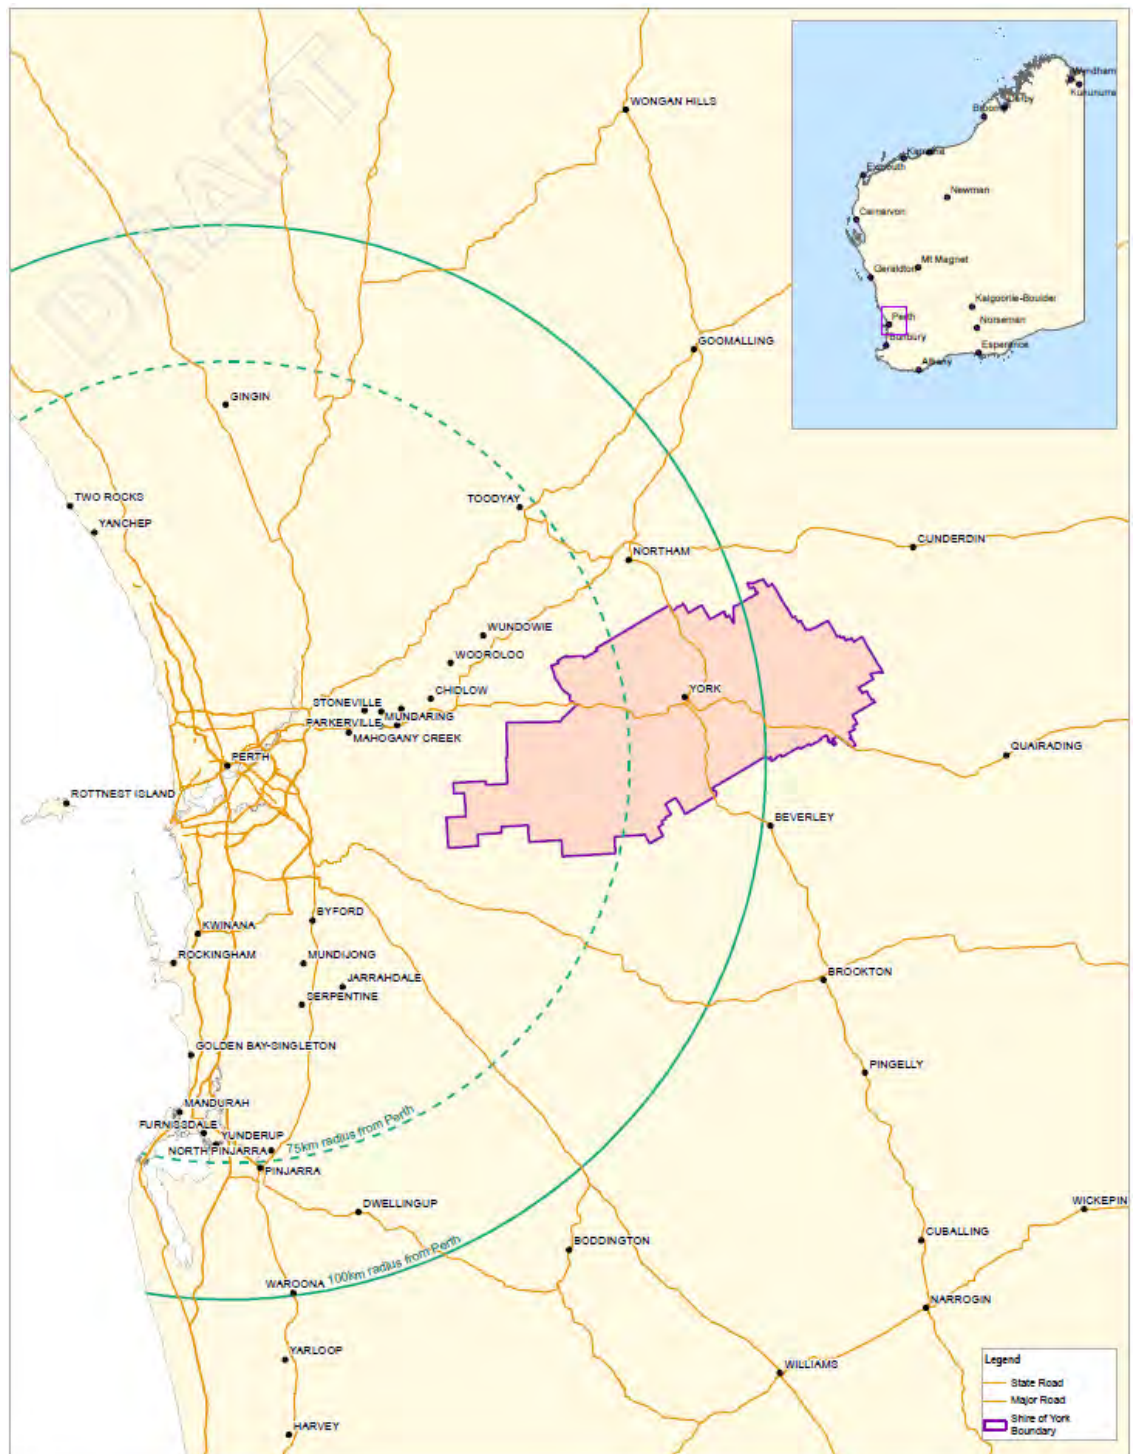 DRAFT
WONGAN HILLS
GOOMALLING
GINGIN
TWO ROCKS
YANCHEP
TOODYAY
NORTHAM
CUNDERDIN
WUNDOWIE
WOOROLOO
CHIDLOW
STONEVILLE
MUNDARING
PARKERVILLE
MAHOGANY CREEK
YORK
PERTH
QUAIRADING
ROTTNEST ISLAND
BEVERLEY
BYFORD
KWINANA
ROCKINGHAM
MUNDIJONG
JARRAHDALE
SERPENTINE
BROOKTON
GOLDEN BAY-SINGLETON
PINGELLY
MANDURAH
FURNISSDALE
YUNDERUP
NORTH PINJARRA
PINJARRA
75km radius from Perth
DWELLINGUP
WICKEPIN
BODDINGTON
CUBALLING
100km radius from Perth
WAROONA
NARROGIN
YARLOOP
WILLIAMS
HARVEY
Wyndham
Kununurra
Derby
Broome
Exmouth
Newman
Carnarvon
Mt Magnet
Geraldton
Kalgoorlie-Boulder
Perth
Norseman
Bunbury
Esperance
Albany
Legend
State Road
Major Road
Shire of York
Boundary